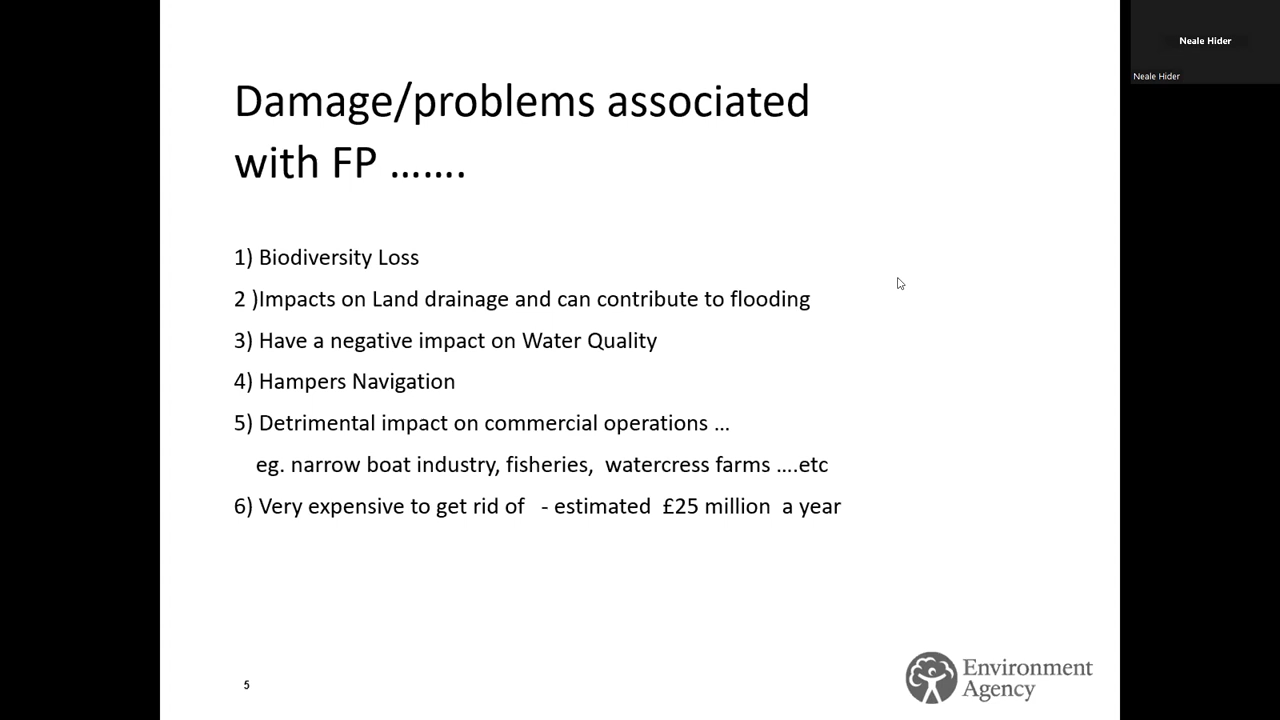 Damage/problems associated
with FP .......
1) Biodiversity Loss
2 )Impacts on Land drainage and can contribute to flooding
3) Have a negative impact on Water Quality
4) Hampers Navigation
5) Detrimental impact on commercial operations ...
eg. narrow boat industry, fisheries,  watercress farms ....etc
6) Very expensive to get rid of   - estimated  £25 million  a year
5
Environment
Agency
Neale Hider
Neale Hider